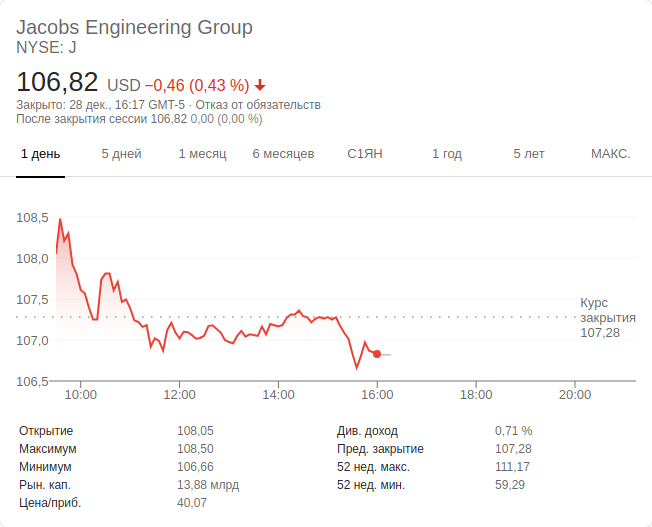 Jacobs Engineering Group
NYSE: J
106,82 USD −0,46 (0,43 %)
Закрыто: 28 дек., 16:17 GMT-5 · Отказ от обязательств
После закрытия сессии 106,82 0,00 (0,00 %)
1 день 5 дней 1 месяц 6 месяцев С1ЯН 1 год 5 лет МАКС.
108,5
108,0
107,5
Курс
закрытия
107,28
107,0
106,5
10:00 12:00 14:00 16:00 18:00 20:00
Открытие 108,05 Див. доход 0,71 %
Максимум 108,50 Пред. закрытие 107,28
Минимум 106,66 52 нед. макс. 111,17
Рын. кап. 13,88 млрд 52 нед. мин. 59,29
Цена/приб. 40,07